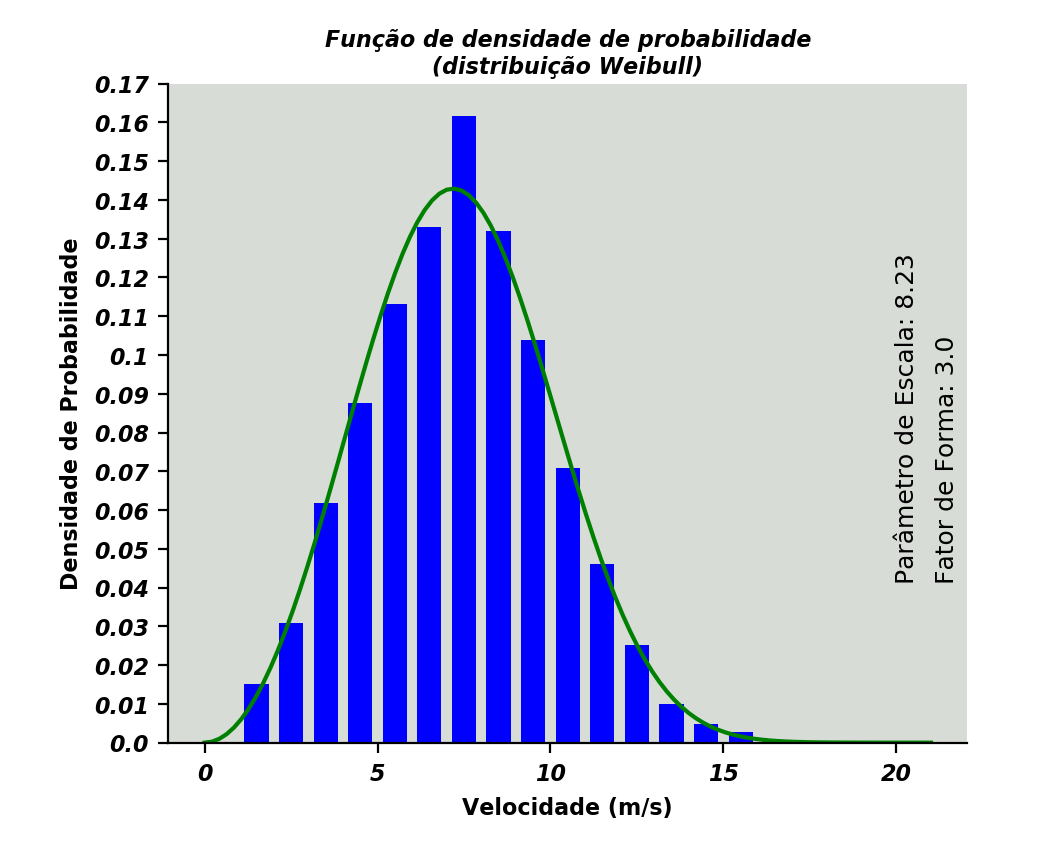 Função de densidade de probabilidade
(distribuição Weibull)
0.17
0.16
0.15
0.14
0.13
0.12
0.11
0.1
0.09
0.08
0.07
0.06
0.05
0.04
0.03
0.02
0.01
0.0
Densidade de Probabilidade
Parâmetro de Escala: 8.23
Fator de Forma: 3.0
0 5 10 15 20
Velocidade (m/s)